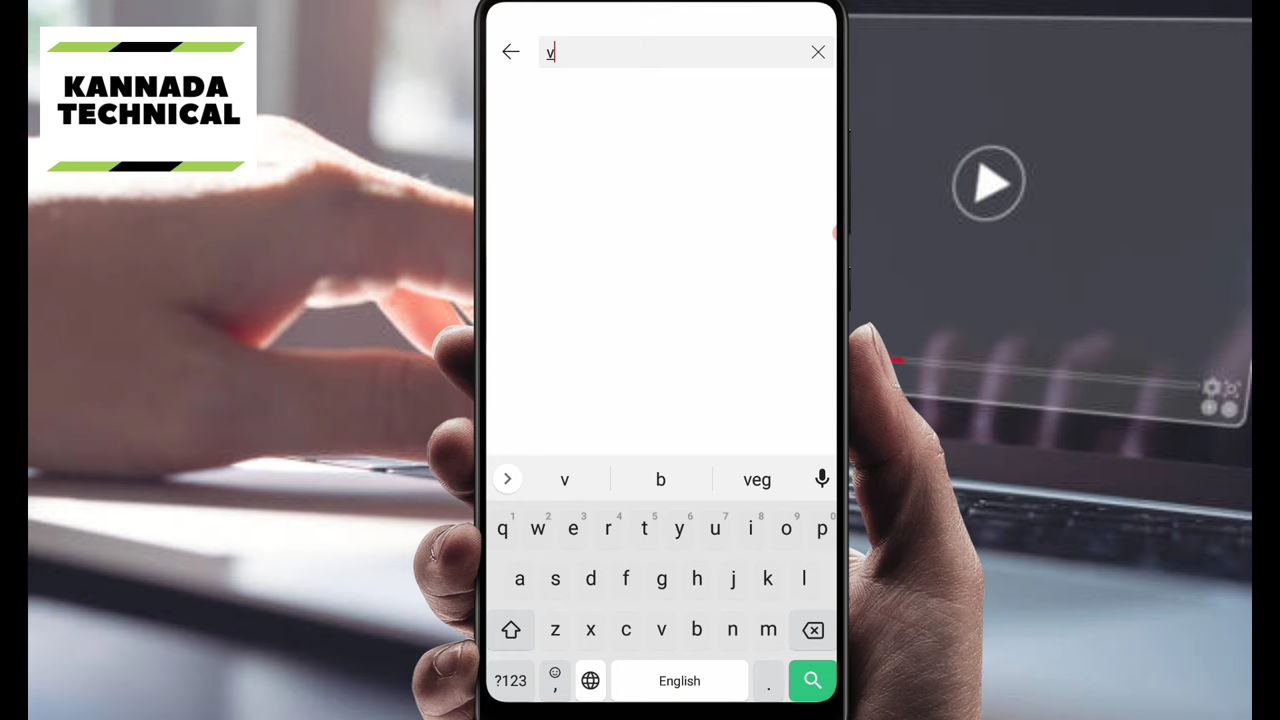 KANNADA
TECHNICAL
v
v b veg
1 2 3 4 5 6 7 8 9 0
q w e r t y u i o p
a s d f g h j k l
z x c v b n m
?123 , English .